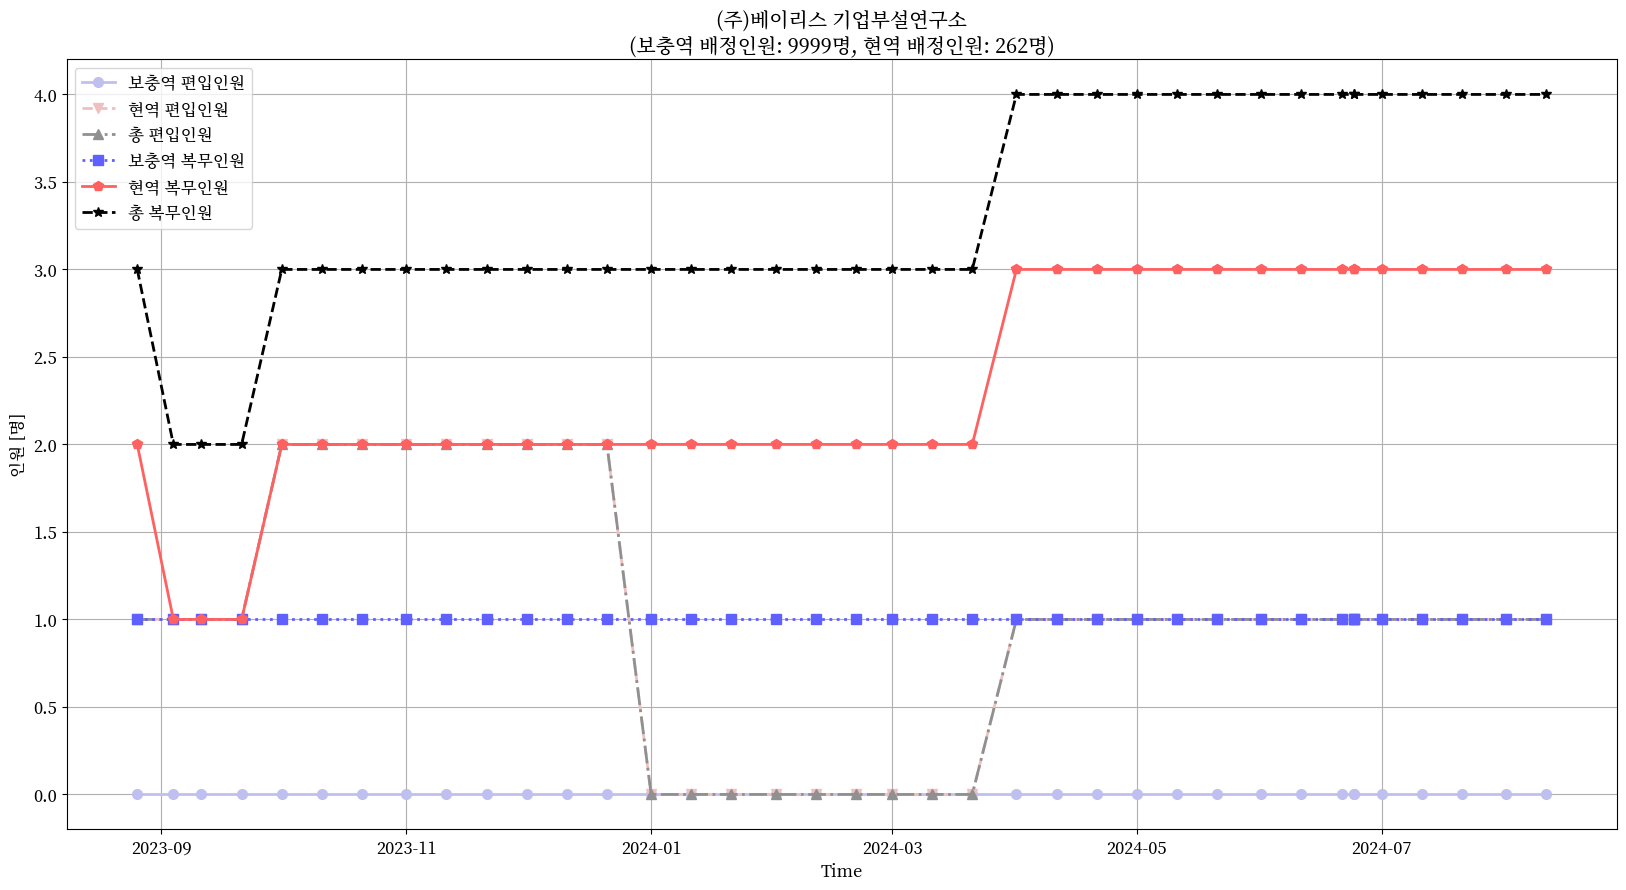 (주)베이리스 기업부설연구소
(보충역 배정인원: 9999명, 현역 배정인원: 262명)
보충역 편입인원
현역 편입인원
총 편입인원
보충역 복무인원
현역 복무인원
총 복무인원
인원 [명]
4.0
3.5
3.0
2.5
2.0
1.5
1.0
0.5
0.0
2023-09
2023-11
2024-01
2024-03
2024-05
2024-07
Time